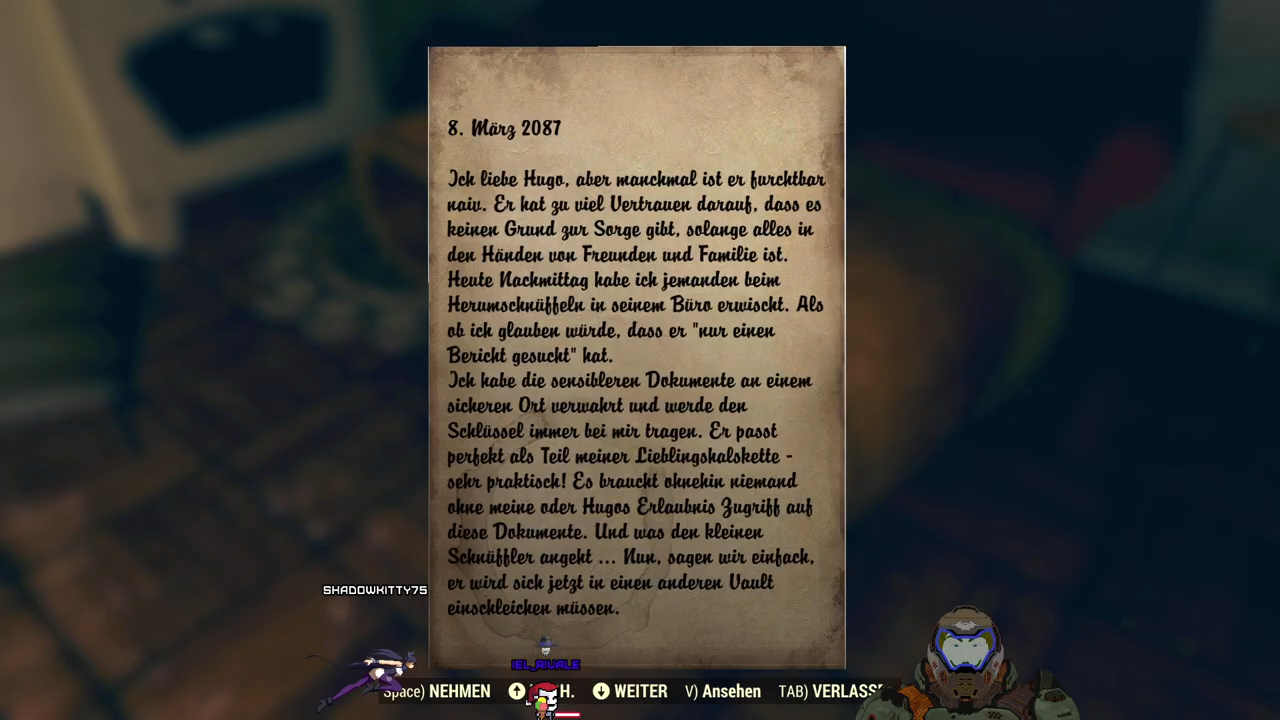 8. März 2087
Ich liebe Hugo, aber manchmal ist er furchtbar
naiv. Er hat zu viel Vertrauen darauf, dass es
keinen Grund zur Sorge gibt, solange alles in
den Händen von Freunden und Familie ist.
Heute Nachmittag habe ich jemanden beim
Herumschnüffeln in seinem Büro erwischt. Als
ob ich glauben würde, dass er "nur einen
Bericht gesucht" hat.
Ich habe die sensibleren Dokumente an einem
sicheren Ort verwahrt und werde den
Schlüssel immer bei mir tragen. Er passt
perfekt als Teil meiner Lieblingshalskette -
sehr praktisch! Es braucht ohnehin niemand
ohne meine oder Hugos Erlaubnis Zugriff auf
diese Dokumente. Und was den kleinen
Schnüffler angeht ... Nun, sagen wir einfach,
er wird sich jetzt in einen anderen Vault
einschleichen müssen.
SHADOWKITTY75
IEL_RIVALE
Space) NEHMEN H. WEITER V) Ansehen TAB) VERLASSE